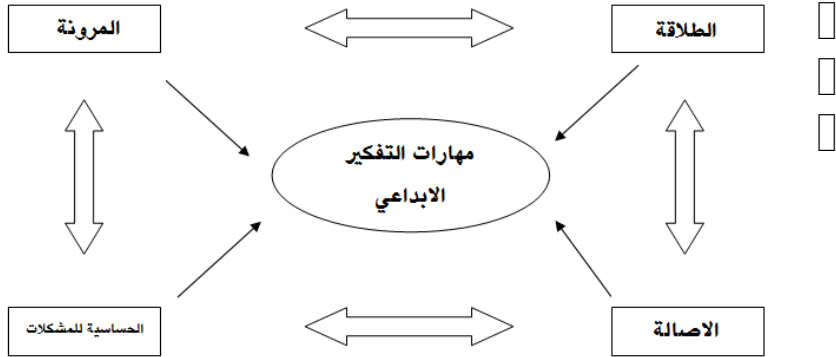 الطلاقة
المرونة
مهارات التفكير
الابداعي
الاصالة
الحساسية للمشكلات